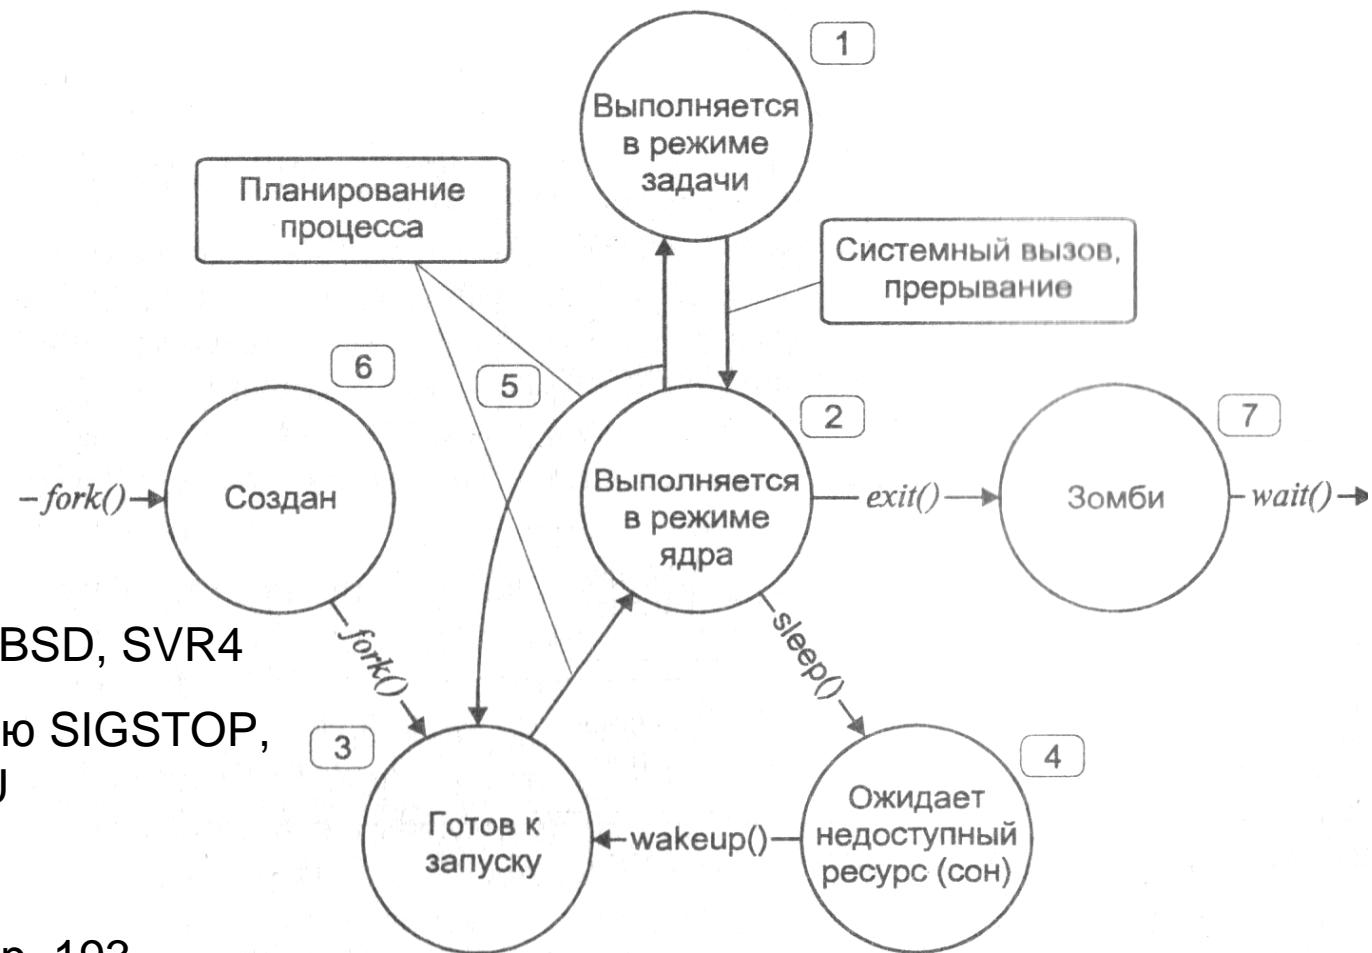 1
Выполняется
в режиме
задачи
Планирование
процесса
Системный вызов,
прерывание
6
5
2
7
fork()
Создан
Выполняется
в режиме
ядра
exit()
Зомби
wait()
fork()
sleep()
BSD, SVR4
ю SIGSTOP,
3
4
Готов к
запуску
wakeup()
Ожидает
недоступный
ресурс (сон)